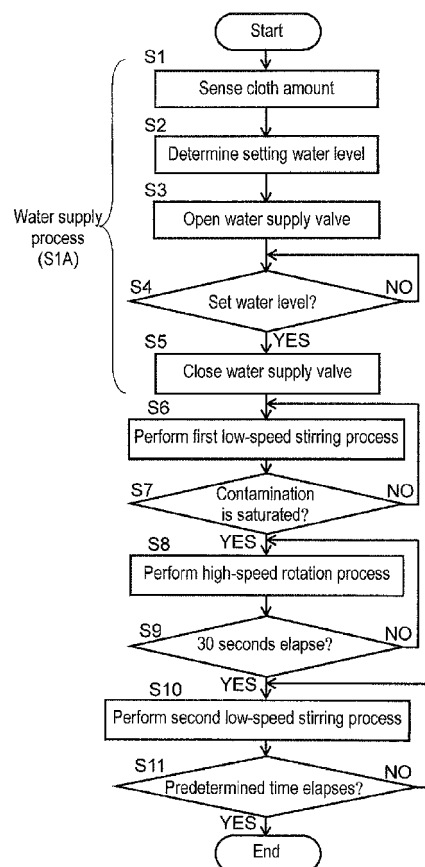 Start
S1
Sense cloth amount
S2
Determine setting water level
S3
Open water supply valve
Water supply
process
(S1A)
S4
NO
Set water level?
YES
S5
Close water supply valve
S6
Perform first low-speed stirring process
S7
NO
Contamination
is saturated?
YES
S8
Perform high-speed rotation process
S9
NO
30 seconds elapse?
YES
S10
Perform second low-speed stirring process
S11
NO
Predetermined time elapses?
YES
End